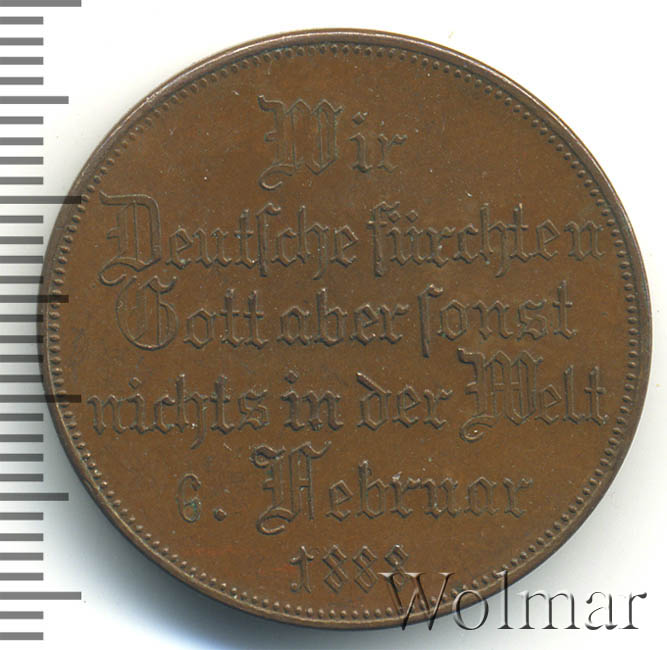 Wir
Deutſche fürchten
Gott aber ſonst
nichts in der Welt
6. Februar
1888
Wolmar